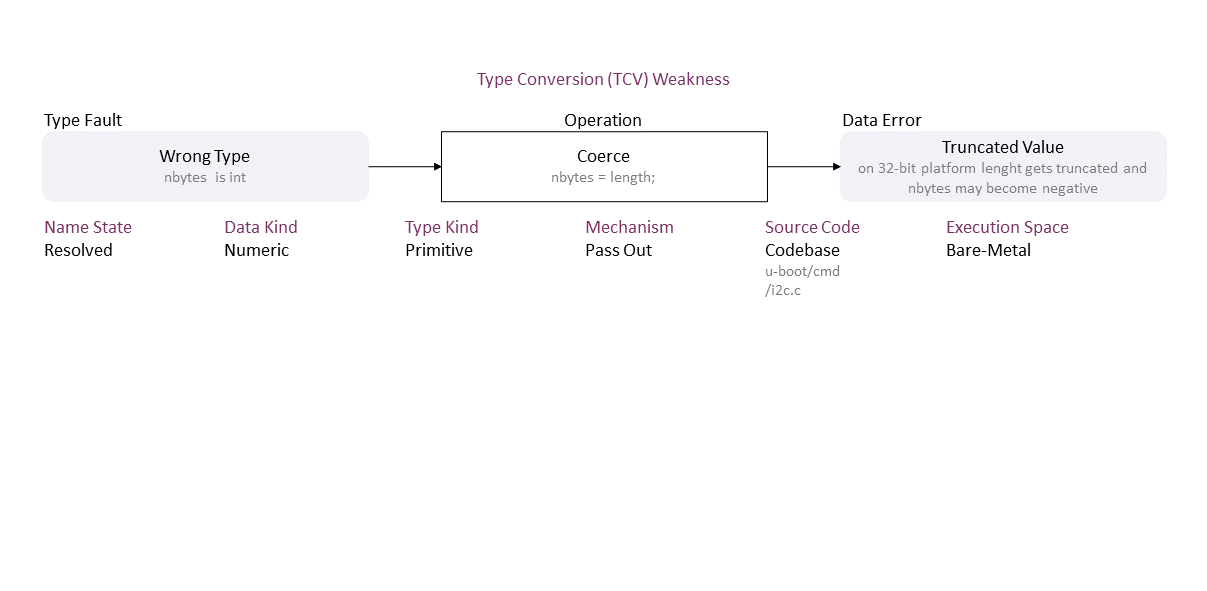 Type Conversion (TCV) Weakness
Type Fault
Operation
Data Error
Wrong Type
nbytes is int
Coerce
nbytes = length;
Truncated Value
on 32-bit platform lenght gets truncated and
nbytes may become negative
Name State
Resolved
Data Kind
Numeric
Type Kind
Primitive
Mechanism
Pass Out
Source Code
Codebase
u-boot/cmd
/i2c.c
Execution Space
Bare-Metal